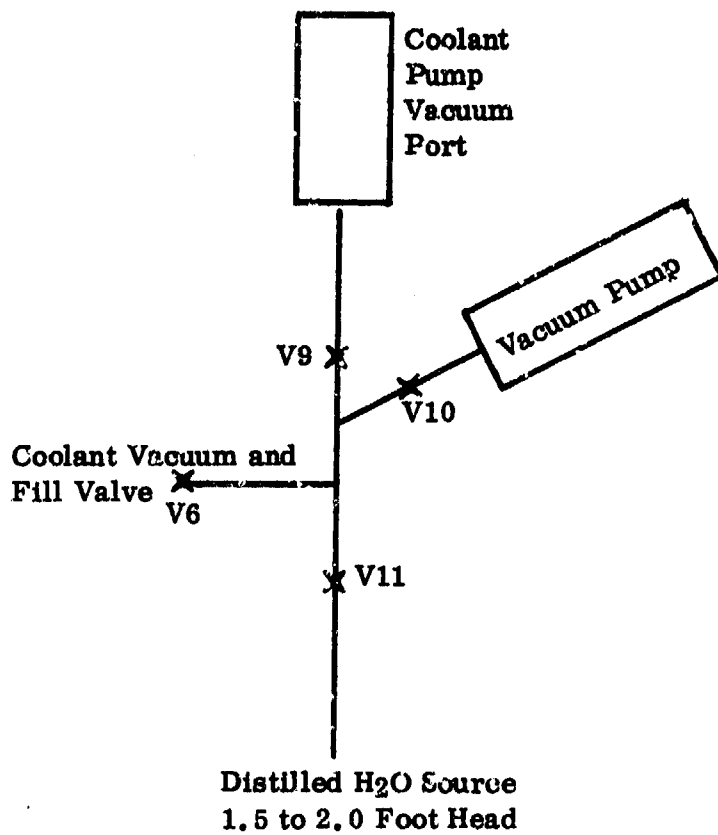 Coolant
Pump
Vacuum
Port
Vacuum Pump
V9
V10
Coolant Vacuum and
Fill Valve
V6
V11
Distilled H₂O Source
1.5 to 2.0 Foot Head